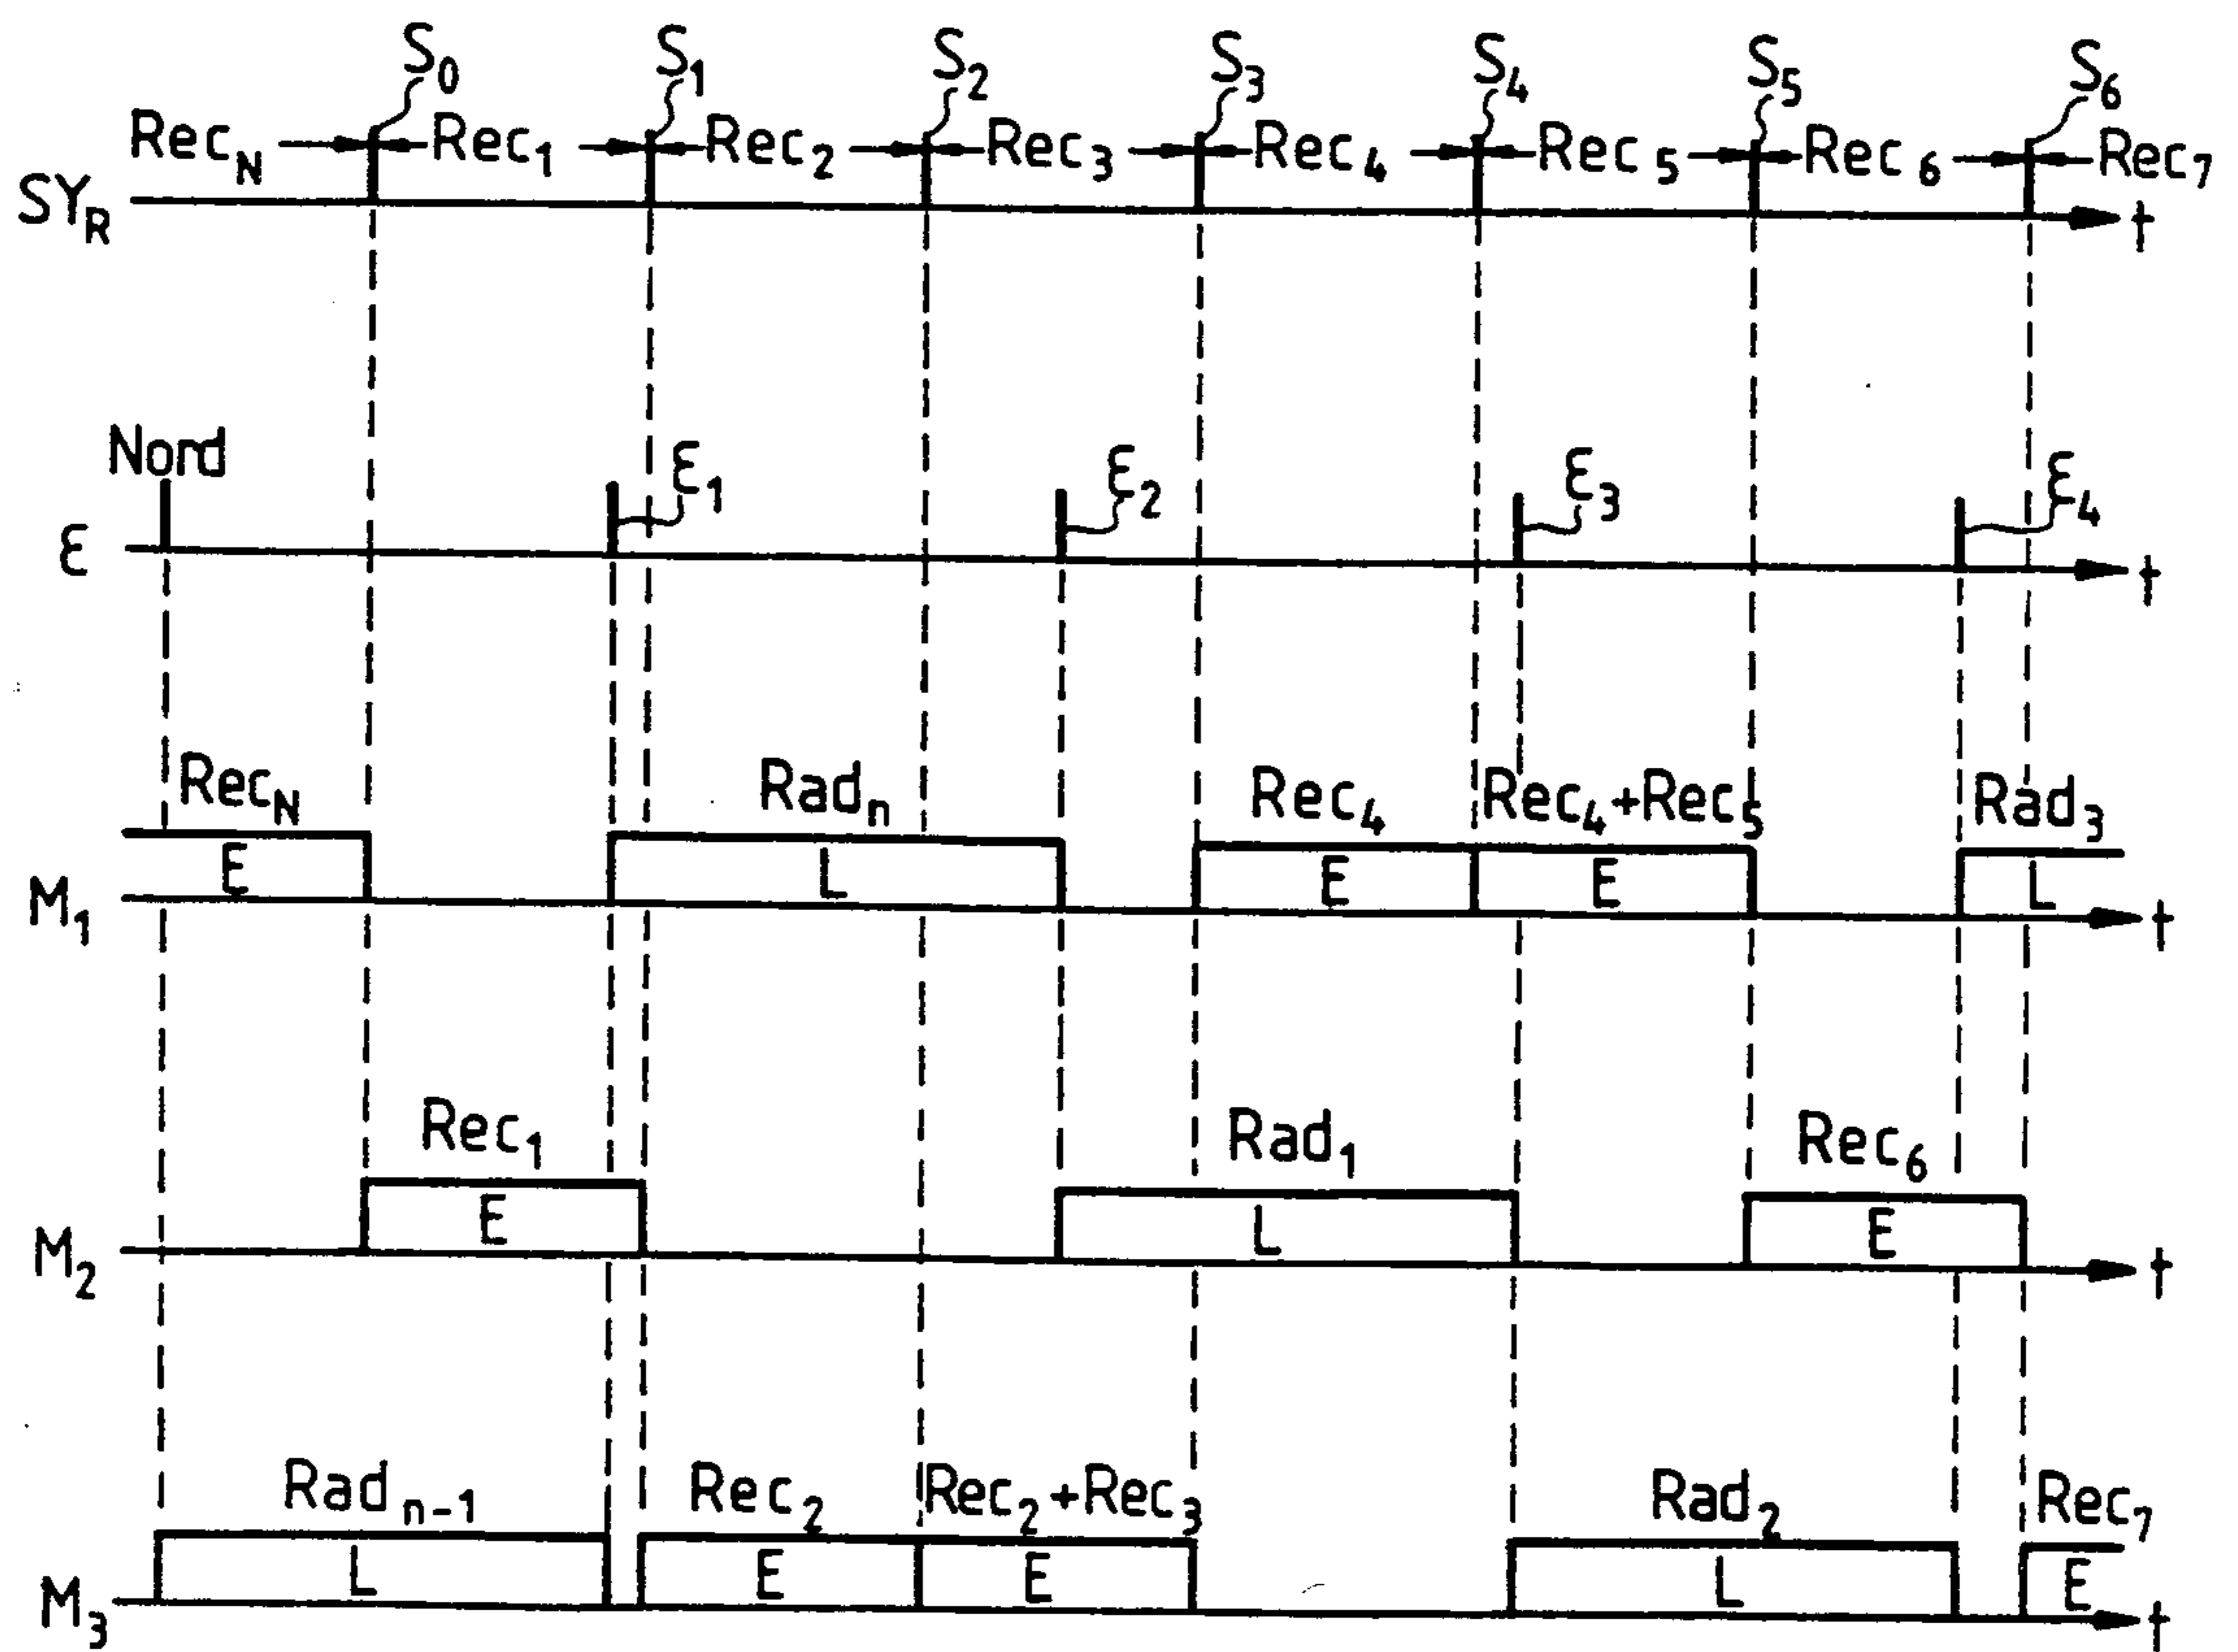 S0 S1 S2 S3 S4 S5 S6
RecN Rec1 Rec2 Rec3 Rec4 Rec5 Rec6 Rec7
SYR t
Nord ε1 ε2 ε3 ε4
ε t
RecN Radn Rec4 Rec4+Rec5 Rad3
E L E E L
M1 t
Rec1 Rad1 Rec6
E L E
M2 t
Radn-1 Rec2 Rec2+Rec3 Rad2 Rec7
L E E L E
M3 t